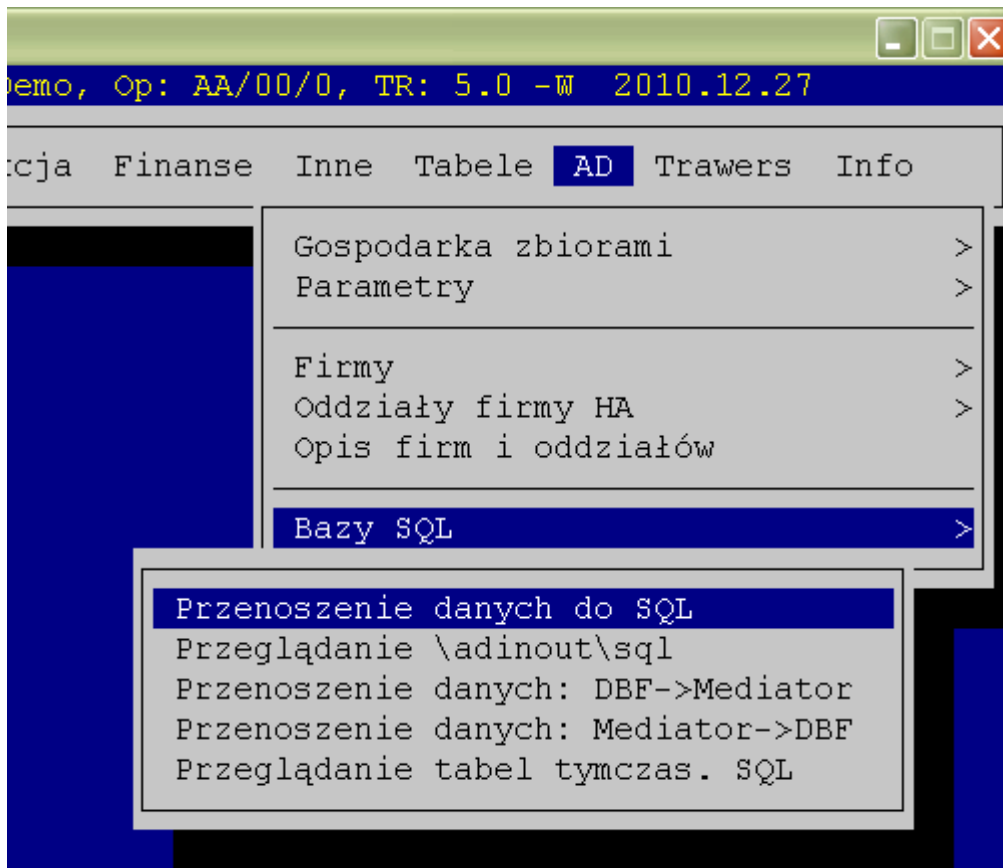 emo, Op: AA/00/0, TR: 5.0 -W 2010.12.27
cja Finanse Inne Tabele AD Trawers Info
Gospodarka zbiorami >
Parametry >
Firmy >
Oddziały firmy HA >
Opis firm i oddziałów
Bazy SQL >
Przenoszenie danych do SQL
Przeglądanie \adinout\sql
Przenoszenie danych: DBF->Mediator
Przenoszenie danych: Mediator->DBF
Przeglądanie tabel tymczas. SQL